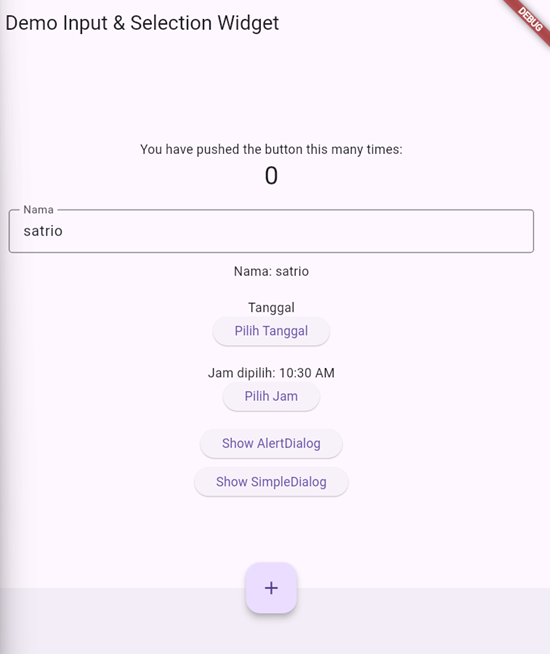 Demo Input & Selection Widget
DEBUG
You have pushed the button this many times:
0
Nama
satrio
Nama: satrio
Tanggal
Pilih Tanggal
Jam dipilih: 10:30 AM
Pilih Jam
Show AlertDialog
Show SimpleDialog
+